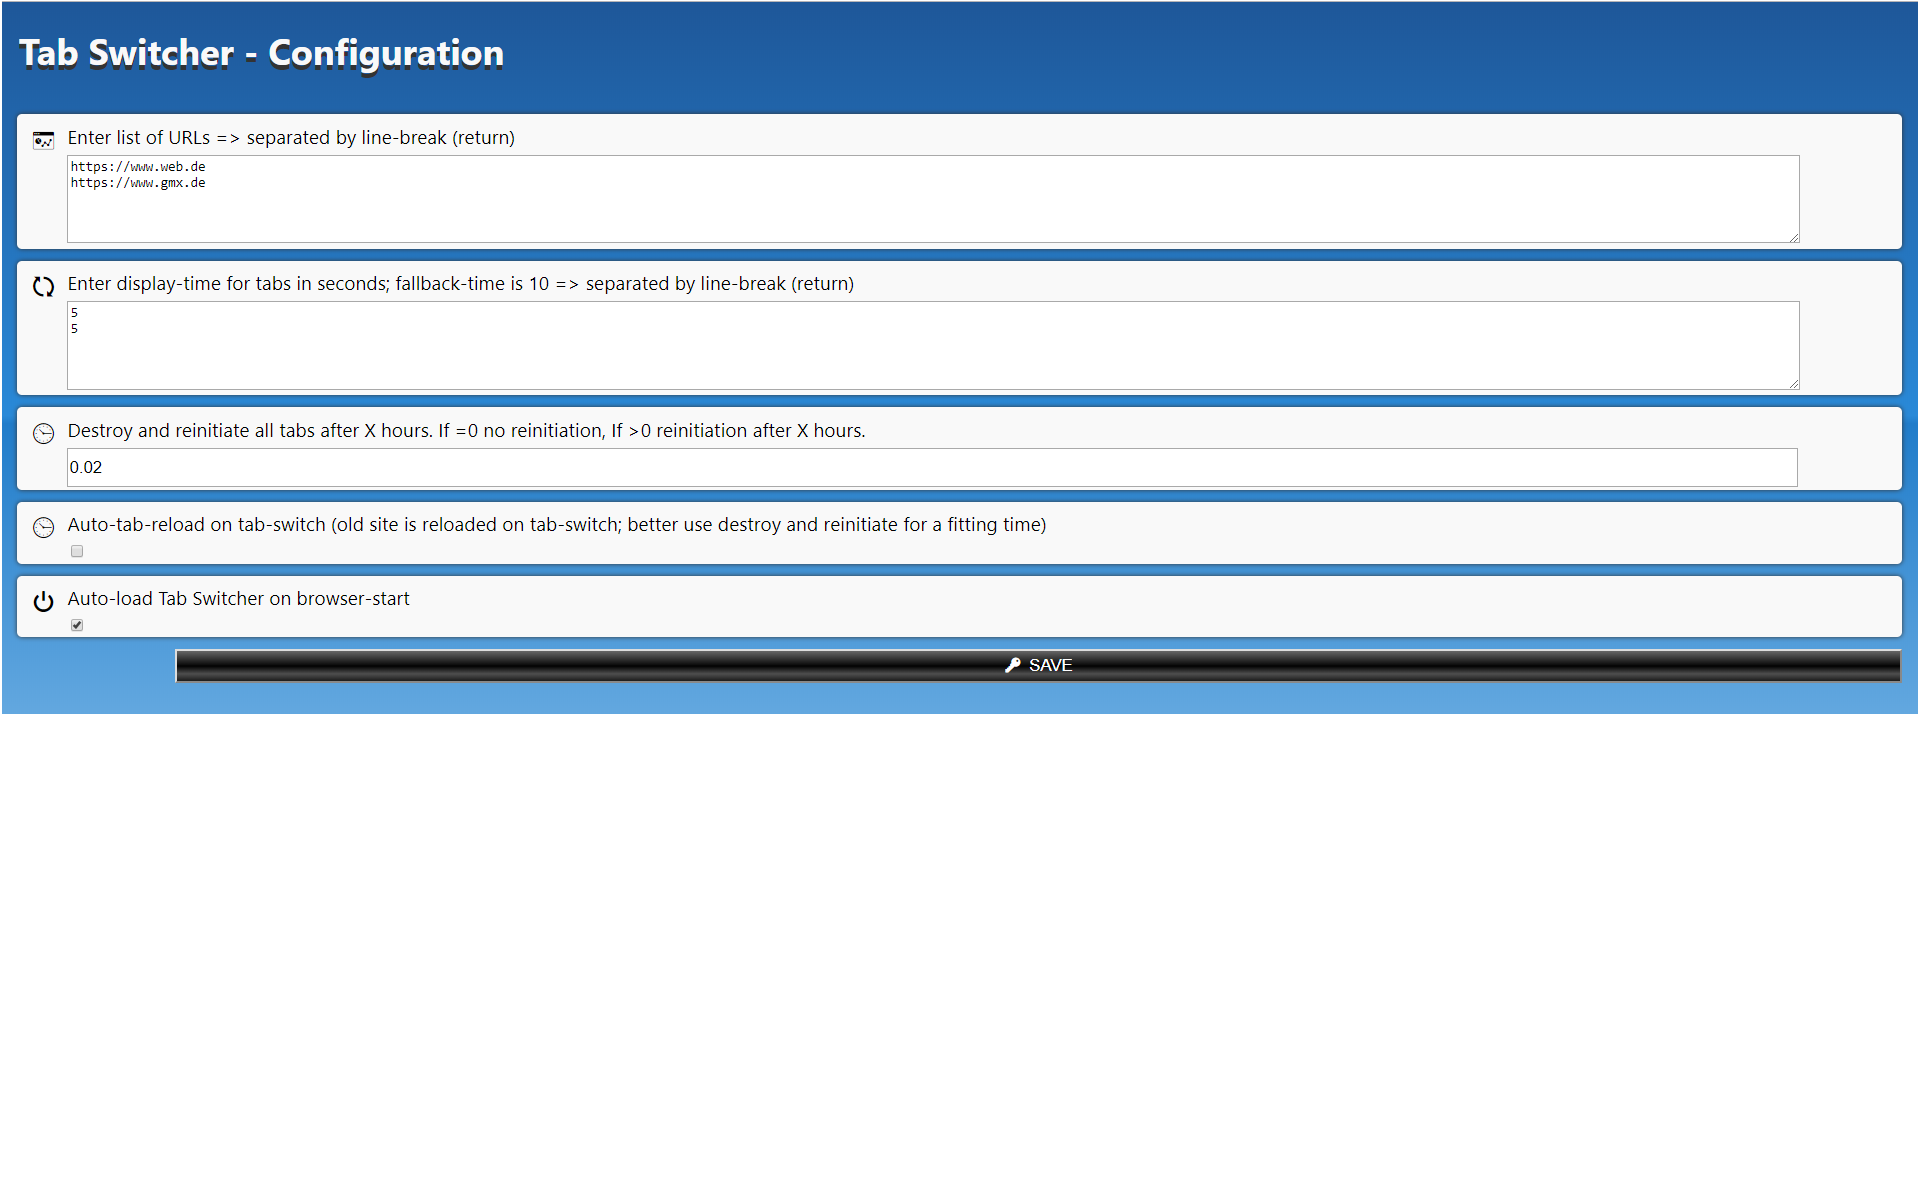 Tab Switcher - Configuration
Enter list of URLs => separated by line-break (return)
https://www.web.de
https://www.gmx.de
Enter display-time for tabs in seconds; fallback-time is 10 => separated by line-break (return)
5
5
Destroy and reinitiate all tabs after X hours. If =0 no reinitiation, If >0 reinitiation after X hours.
0.02
Auto-tab-reload on tab-switch (old site is reloaded on tab-switch; better use destroy and reinitiate for a fitting time)
Auto-load Tab Switcher on browser-start
SAVE